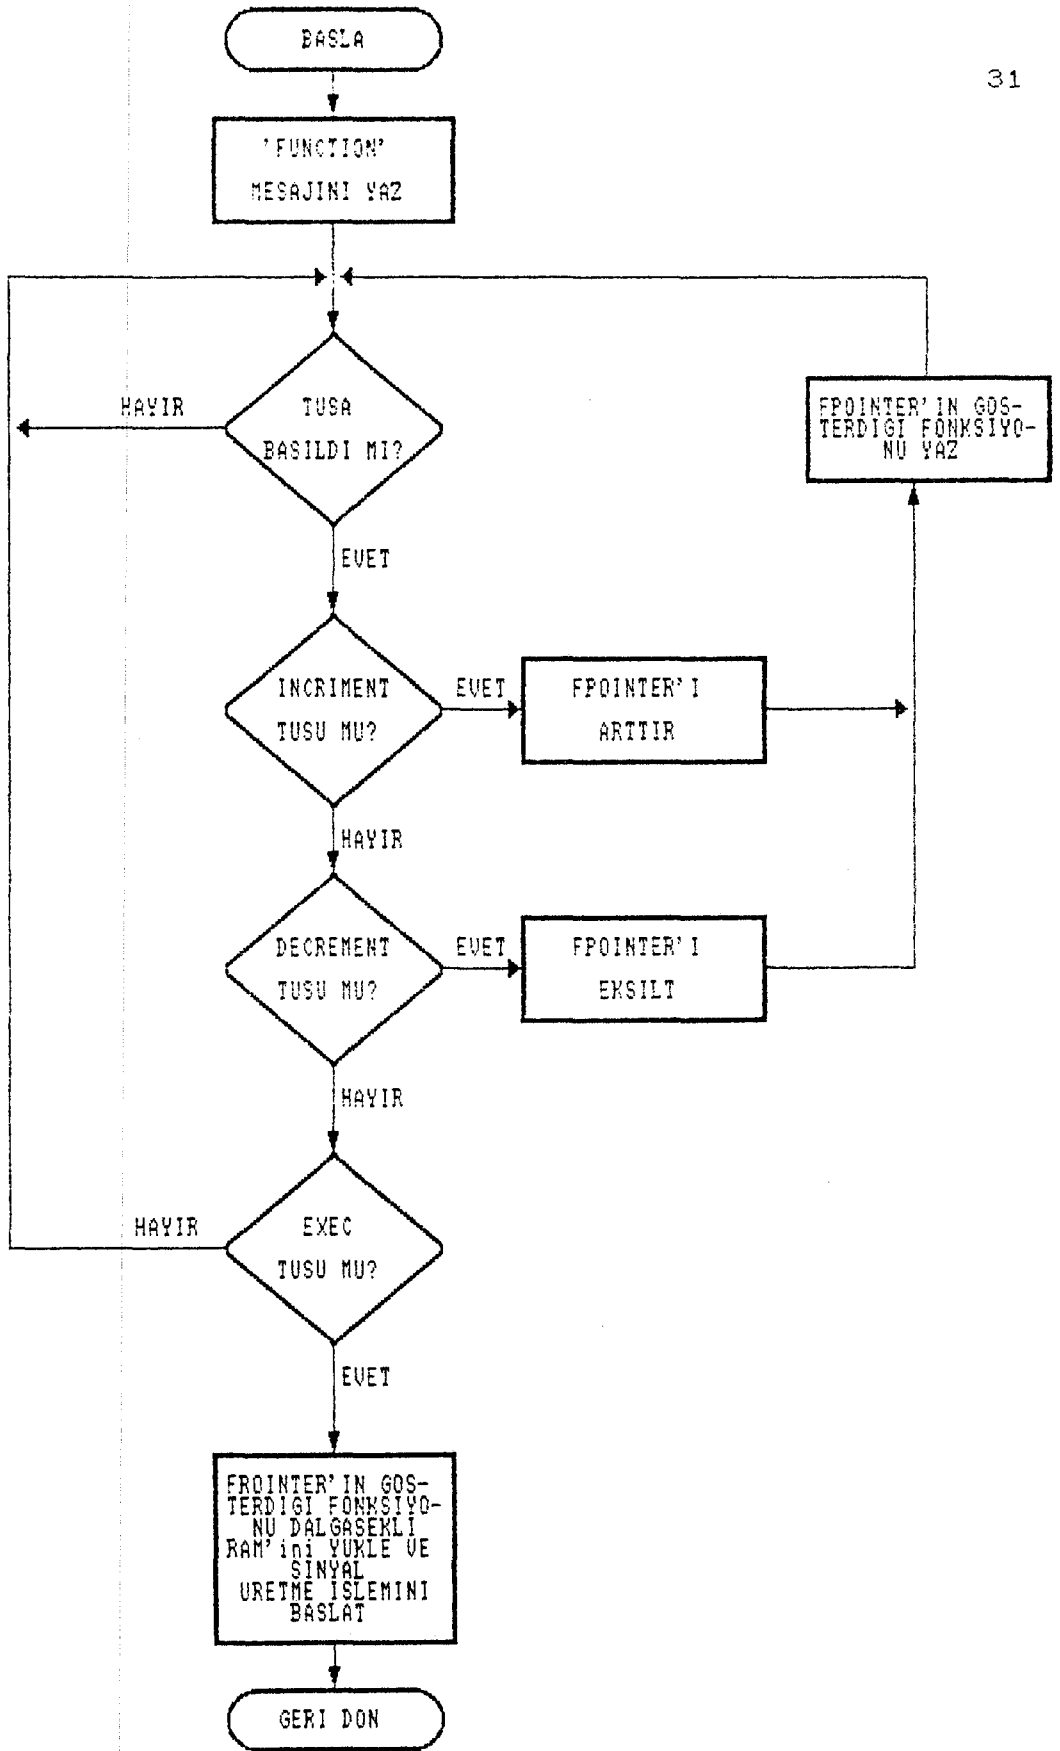 BASLA
31
'FUNCTION'
MESAJINI YAZ
HAYIR
TUSA
BASILDI MI?
FPOINTER'IN GOS-
TERDIGI FONKSIYO-
NU YAZ
EVET
INCRIMENT
TUSU MU?
EVET
FPOINTER'I
ARTTIR
HAYIR
DECREMENT
TUSU MU?
EVET
FPOINTER'I
EKSILT
HAYIR
HAYIR
EXEC
TUSU MU?
EVET
FROINTER'IN GOS-
TERDIGI FONKSIYO-
NU DALGASEKLI
RAM'ini YUKLE VE
SINYAL
URETME ISLEMINI
BASLAT
GERI DON